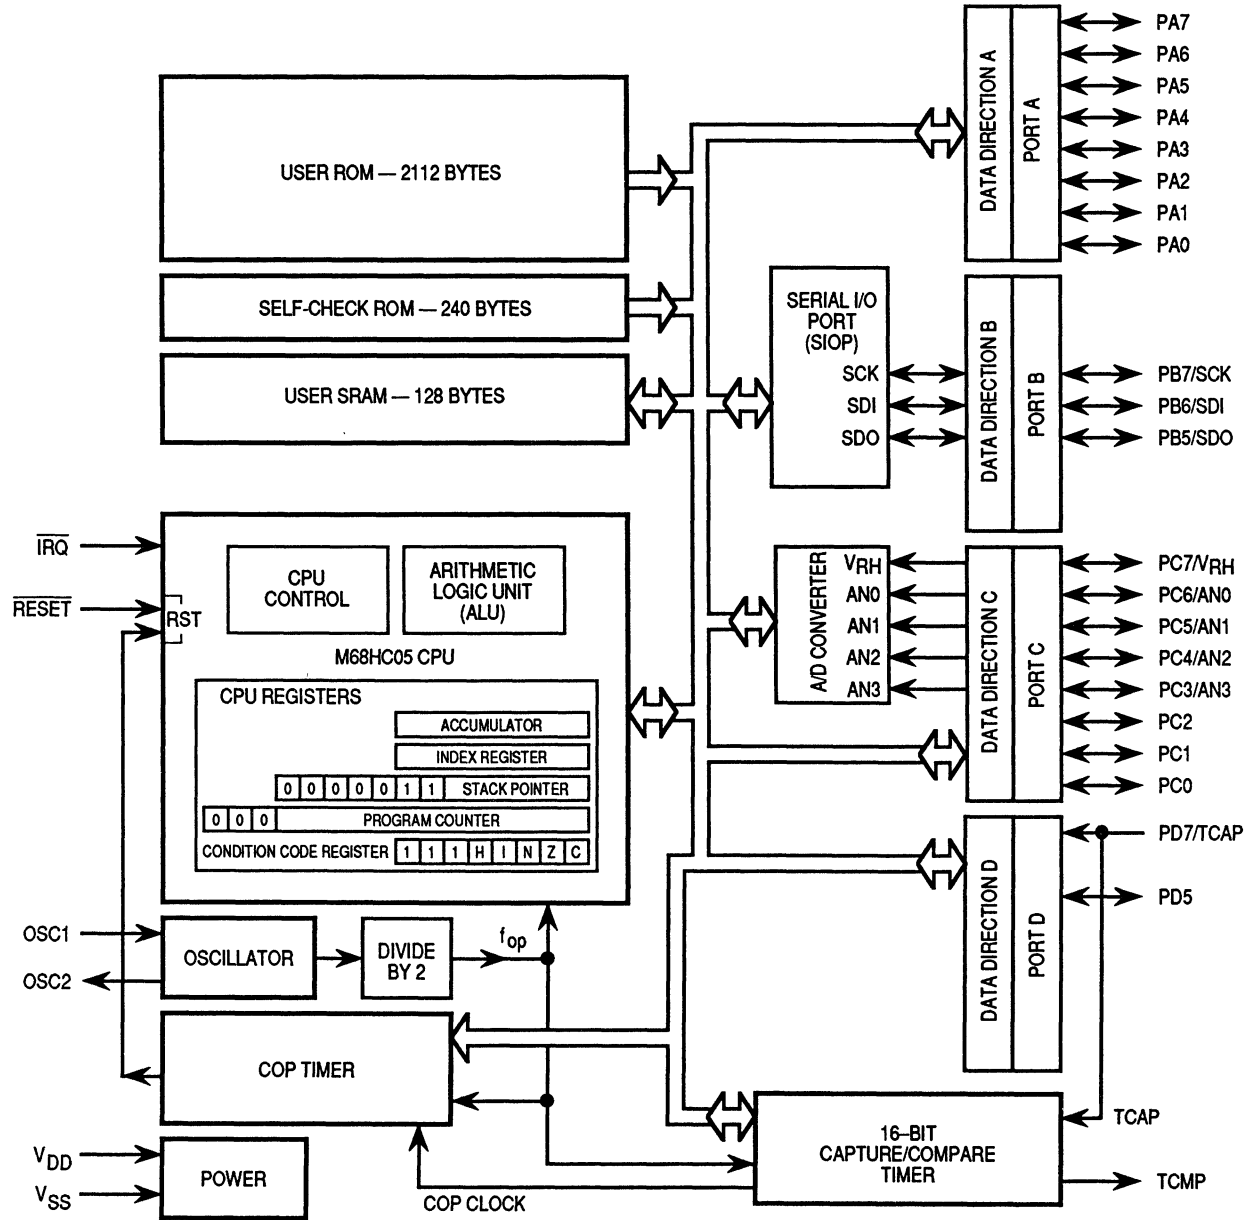 USER ROM — 2112 BYTES
SELF-CHECK ROM — 240 BYTES
USER SRAM — 128 BYTES
IRQ
RESET
RST
CPU
CONTROL
ARITHMETIC
LOGIC UNIT
(ALU)
M68HC05 CPU
CPU REGISTERS
ACCUMULATOR
INDEX REGISTER
0 0 0 0 0 1 1 STACK POINTER
0 0 0 PROGRAM COUNTER
CONDITION CODE REGISTER 1 1 1 H I N Z C
OSC1
OSC2
OSCILLATOR
DIVIDE
BY 2
fop
COP TIMER
VDD
VSS
POWER
COP CLOCK
DATA DIRECTION A
PORT A
PA7
PA6
PA5
PA4
PA3
PA2
PA1
PA0
SERIAL I/O
PORT
(SIOP)
SCK
SDI
SDO
DATA DIRECTION B
PORT B
PB7/SCK
PB6/SDI
PB5/SDO
A/D CONVERTER
VRH
AN0
AN1
AN2
AN3
DATA DIRECTION C
PORT C
PC7/VRH
PC6/AN0
PC5/AN1
PC4/AN2
PC3/AN3
PC2
PC1
PC0
DATA DIRECTION D
PORT D
PD7/TCAP
PD5
16–BIT
CAPTURE/COMPARE
TIMER
TCAP
TCMP